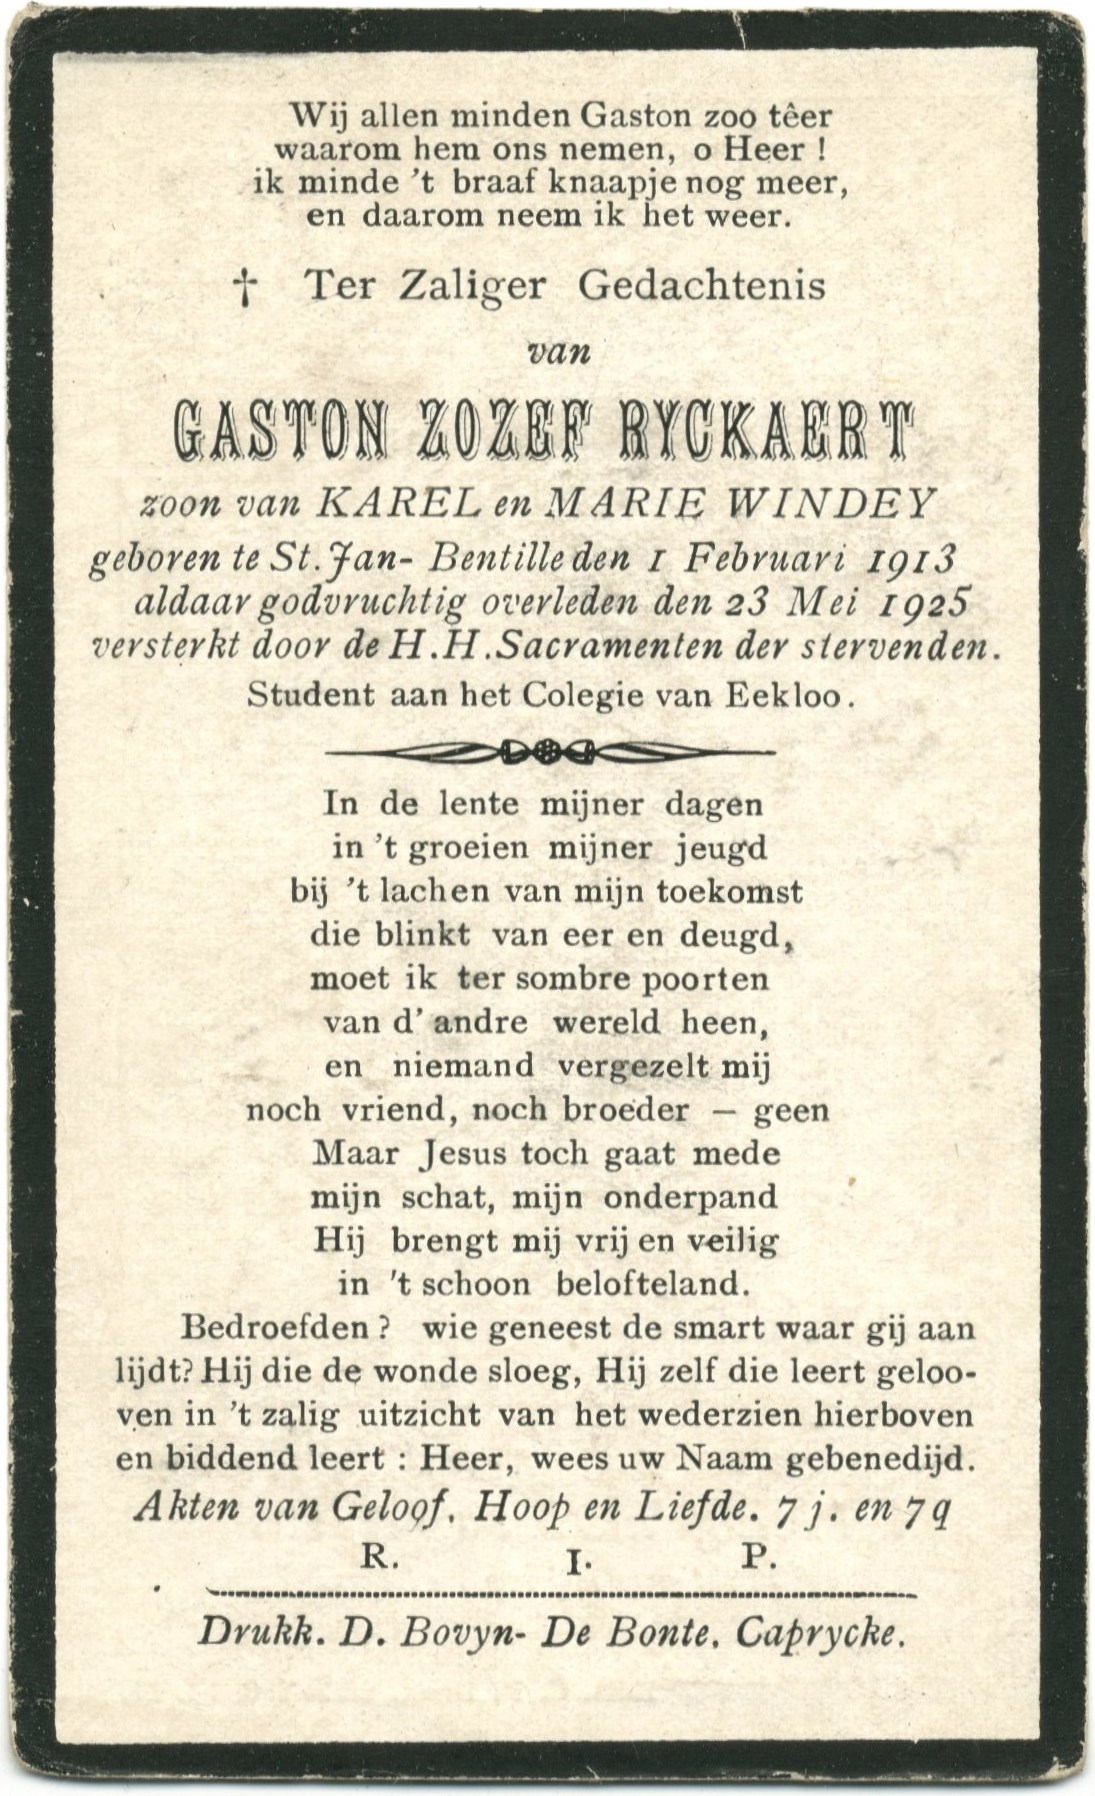 Wij allen minden Gaston zoo têer
waarom hem ons nemen, o Heer !
ik minde 't braaf knaapje nog meer,
en daarom neem ik het weer.
† Ter Zaliger Gedachtenis
van
GASTON ZOZEF RYCKAERT
zoon van KAREL en MARIE WINDEY
geboren te St. Jan- Bentille den 1 Februari 1913
aldaar godvruchtig overleden den 23 Mei 1925
versterkt door de H.H. Sacramenten der stervenden.
Student aan het Colegie van Eekloo.
In de lente mijner dagen
in 't groeien mijner jeugd
bij 't lachen van mijn toekomst
die blinkt van eer en deugd,
moet ik ter sombre poorten
van d' andre wereld heen,
en niemand vergezelt mij
noch vriend, noch broeder — geen
Maar Jesus toch gaat mede
mijn schat, mijn onderpand
Hij brengt mij vrij en veilig
in 't schoon belofteland.
Bedroefden ? wie geneest de smart waar gij aan
lijdt? Hij die de wonde sloeg, Hij zelf die leert geloo-
ven in 't zalig uitzicht van het wederzien hierboven
en biddend leert : Heer, wees uw Naam gebenedijd.
Akten van Geloof. Hoop en Liefde. 7 j. en 7 q
R. I. P.
Drukk. D. Bovyn- De Bonte. Caprycke.